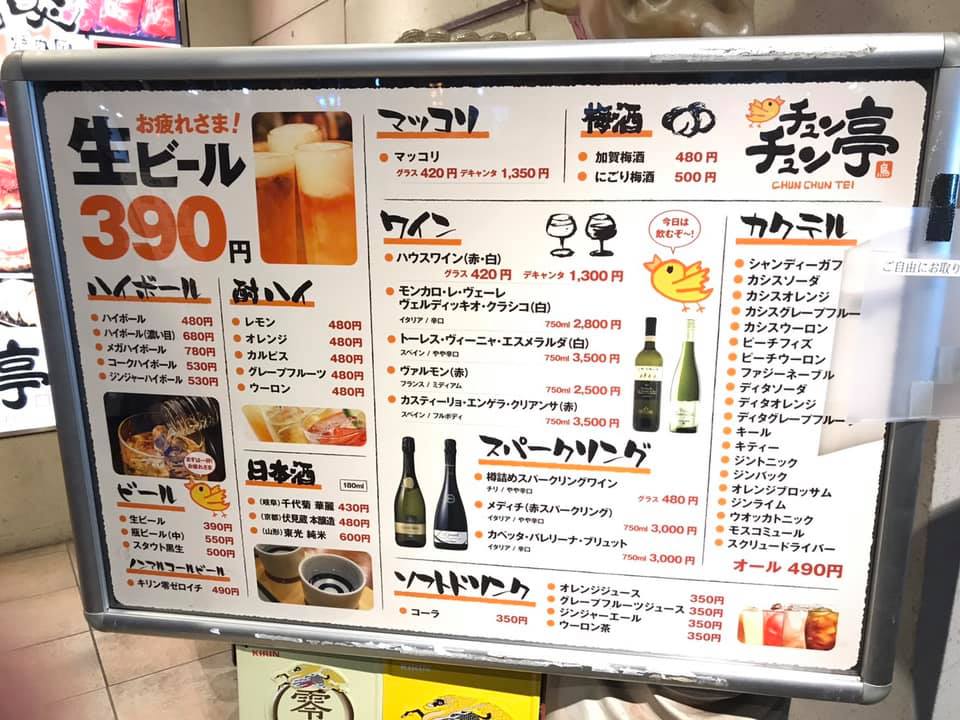 お疲れさま!
生ビール
390円
ハイボール
ハイボール 480円
ハイボール(濃い目) 680円
メガハイボール 780円
コークハイボール 530円
ジンジャーハイボール 530円
まずは一杯!
お疲れさま
ビール
生ビール 390円
瓶ビール(中) 550円
スタウト黒生 500円
ノンアルコールビール
キリン零ゼロイチ 490円
酎ハイ
レモン 480円
オレンジ 480円
カルピス 480円
グレープフルーツ 480円
ウーロン 480円
日本酒
180ml
(岐阜)千代菊 華麗 430円
(京都)伏見蔵 本醸造 480円
(山形)東光 純米 600円
マッコリ
マッコリ
グラス 420円 デキャンタ 1,350円
梅酒
加賀梅酒 480円
にごり梅酒 500円
チュンチュン亭
鳥
CHUN CHUN TEI
ワイン
今日は
飲むぞ〜!
ハウスワイン(赤・白)
グラス 420円 デキャンタ 1,300円
モンカロ・レ・ヴェーレ
ヴェルディッキオ・クラシコ(白)
イタリア / 辛口 750ml 2,800円
トーレス・ヴィーニャ・エスメラルダ(白)
スペイン / やや辛口 750ml 3,500円
ヴァルモン(赤)
フランス / ミディアム 750ml 2,500円
カスティーリョ・エンゲラ・クリアンサ(赤)
スペイン / フルボディ 750ml 3,500円
スパークリング
樽詰めスパークリングワイン
チリ / やや辛口 グラス 480円
メディチ(赤スパークリング)
イタリア / やや辛口 750ml 3,000円
カペッタ・バレリーナ・ブリュット
イタリア / 辛口 750ml 3,000円
カクテル
シャンディーガフ
カシスソーダ
カシスオレンジ
カシスグレープフルー
カシスウーロン
ピーチフィズ
ピーチウーロン
ファジーネーブル
ディタソーダ
ディタオレンジ
ディタグレープフルー
キール
キティー
ジントニック
ジンバック
オレンジブロッサム
ジンライム
ウオッカトニック
モスコミュール
スクリュードライバー
オール 490円
ソフトドリンク
コーラ 350円
オレンジジュース 350円
グレープフルーツジュース 350円
ジンジャーエール 350円
ウーロン茶 350円
ご自由にお取り
亭
KIRIN
零
KIRIN